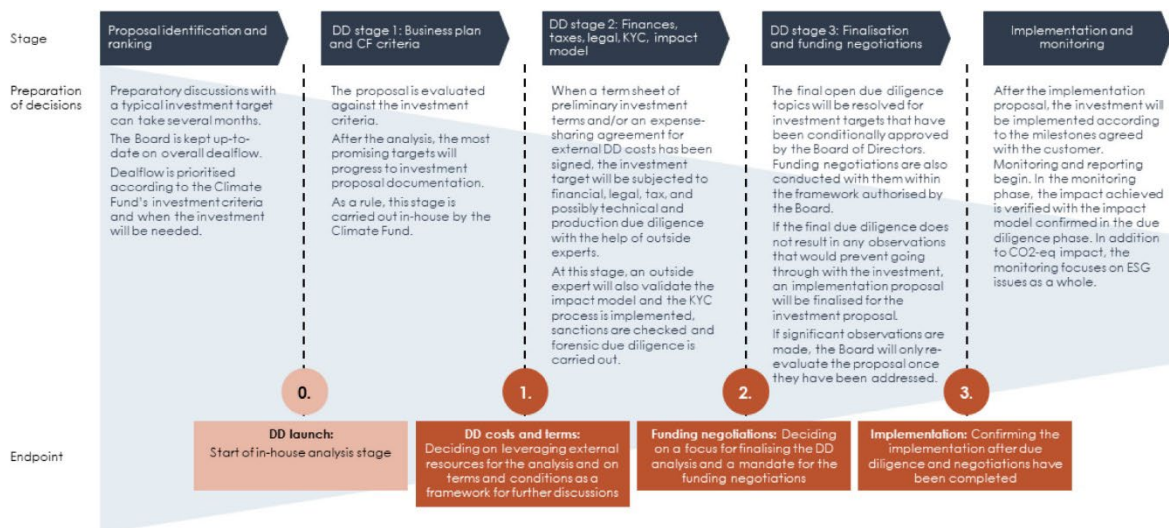 Stage
Proposal identification and
ranking
DD stage 1: Business plan
and CF criteria
DD stage 2: Finances,
taxes, legal, KYC, impact
model
DD stage 3: Finalisation
and funding negotiations
Implementation and
monitoring
Preparation
of decisions
Preparatory discussions with
a typical investment target
can take several months.
The Board is kept up-to-
date on overall dealflow.
Dealflow is prioritised
according to the Climate
Fund's investment criteria
and when the investment
will be needed.
The proposal is evaluated
against the investment
criteria.
After the analysis, the most
promising targets will
progress to investment
proposal documentation.
As a rule, this stage is
carried out in-house by the
Climate Fund.
When a term sheet of
preliminary investment
terms and/or an expense-
sharing agreement for
external DD costs has been
signed, the investment
target will be subjected to
financial, legal, tax, and
possibly technical and
production due diligence
with the help of outside
experts.
At this stage, an outside
expert will also validate the
impact model and the KYC
process is implemented,
sanctions are checked and
forensic due diligence is
carried out.
The final open due diligence
topics will be resolved for
investment targets that have
been conditionally approved
by the Board of Directors.
Funding negotiations are also
conducted with them within
the framework authorised by
the Board.
If the final due diligence does
not result in any observations
that would prevent going
through with the investment,
an implementation proposal
will be finalised for the
investment proposal.
If significant observations are
made, the Board will only re-
evaluate the proposal once
they have been addressed.
After the implementation
proposal, the investment will
be implemented according
to the milestones agreed
with the customer.
Monitoring and reporting
begin. In the monitoring
phase, the impact achieved
is verified with the impact
model confirmed in the due
diligence phase. In addition
to CO2-eq impact, the
monitoring focuses on ESG
issues as a whole.
0.
1.
2.
3.
Endpoint
DD launch:
Start of in-house analysis stage
DD costs and terms:
Deciding on leveraging external
resources for the analysis and on
terms and conditions as a
framework for further discussions
Funding negotiations: Deciding
on a focus for finalising the DD
analysis and a mandate for the
funding negotiations
Implementation: Confirming the
implementation after due
diligence and negotiations have
been completed